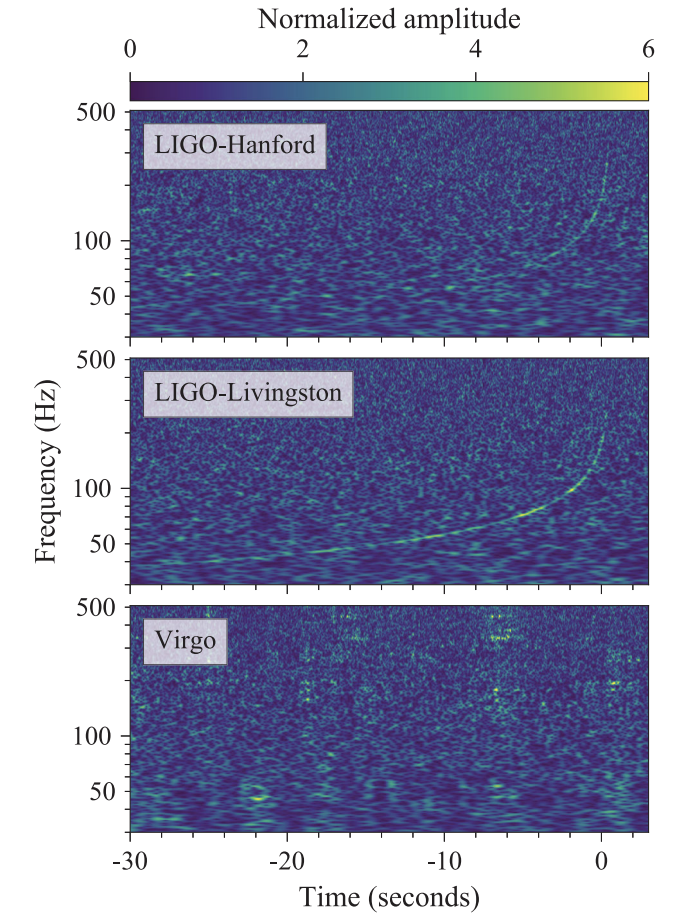 Normalized amplitude
0 2 4 6
500
LIGO-Hanford
100
50
500
LIGO-Livingston
Frequency (Hz)
100
50
500
Virgo
100
50
-30 -20 -10 0
Time (seconds)